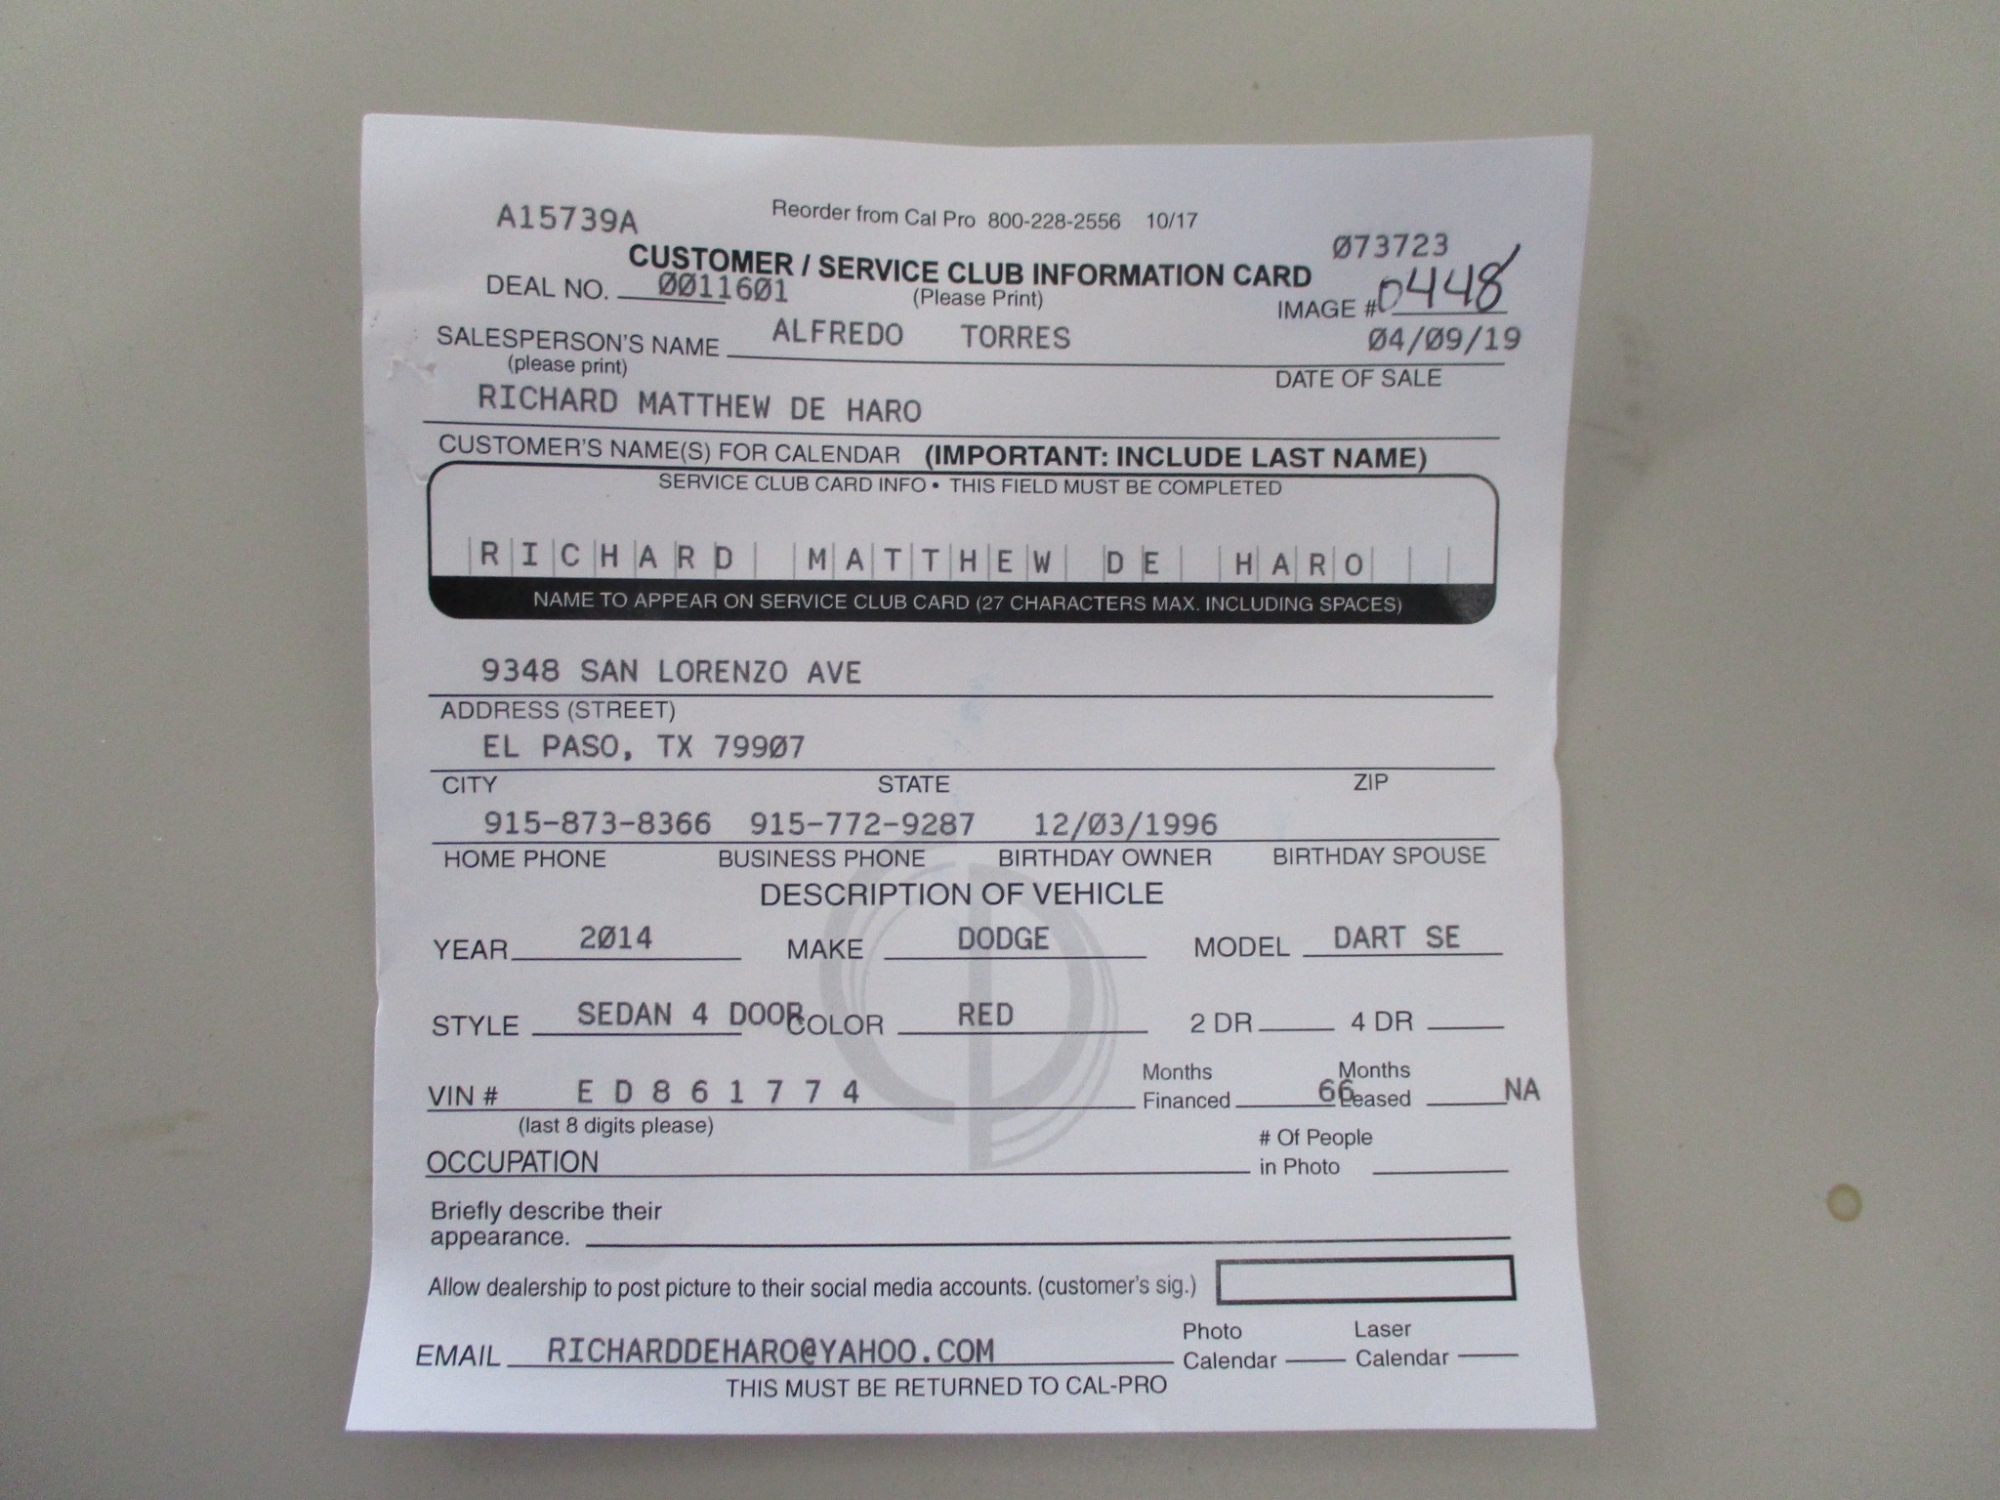 A15739A Reorder from Cal Pro 800-228-2556 10/17
073723
CUSTOMER / SERVICE CLUB INFORMATION CARD
DEAL NO. 0011601 (Please Print) IMAGE # 0448
SALESPERSON'S NAME ALFREDO TORRES 04/09/19
(please print) DATE OF SALE
RICHARD MATTHEW DE HARO
CUSTOMER'S NAME(S) FOR CALENDAR (IMPORTANT: INCLUDE LAST NAME)
SERVICE CLUB CARD INFO • THIS FIELD MUST BE COMPLETED
RICHARD MATTHEW DE HARO
NAME TO APPEAR ON SERVICE CLUB CARD (27 CHARACTERS MAX. INCLUDING SPACES)
9348 SAN LORENZO AVE
ADDRESS (STREET)
EL PASO, TX 79907
CITY STATE ZIP
915-873-8366 915-772-9287 12/03/1996
HOME PHONE BUSINESS PHONE BIRTHDAY OWNER BIRTHDAY SPOUSE
DESCRIPTION OF VEHICLE
YEAR 2014 MAKE DODGE MODEL DART SE
STYLE SEDAN 4 DOOR COLOR RED 2 DR 4 DR
VIN # E D 8 6 1 7 7 4 Months Financed 66 Months Leased NA
(last 8 digits please)
OCCUPATION # Of People in Photo
Briefly describe their
appearance.
Allow dealership to post picture to their social media accounts. (customer's sig.)
EMAIL RICHARDDEHARO@YAHOO.COM Photo Calendar Laser Calendar
THIS MUST BE RETURNED TO CAL-PRO